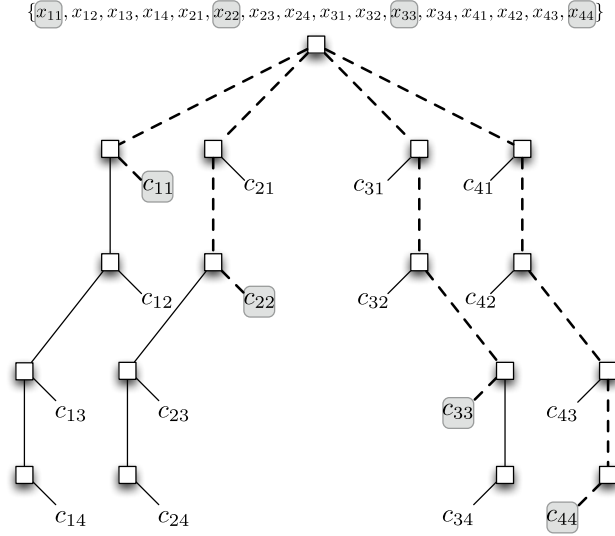 {x₁₁, x₁₂, x₁₃, x₁₄, x₂₁, x₂₂, x₂₃, x₂₄, x₃₁, x₃₂, x₃₃, x₃₄, x₄₁, x₄₂, x₄₃, x₄₄}
c₁₁ c₂₁ c₃₁ c₄₁
c₁₂ c₂₂ c₃₂ c₄₂
c₁₃ c₂₃ c₃₃ c₄₃
c₁₄ c₂₄ c₃₄ c₄₄